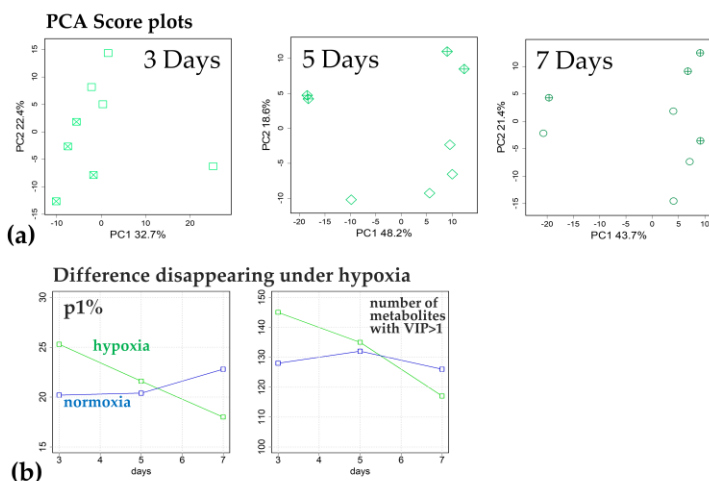 PCA Score plots
3 Days
15
10
5
0
-5
-10
-15
PC2 22.4%
-10
0
10
20
PC1 32.7%
5 Days
10
5
0
-5
-10
PC2 18.6%
-20
-15
-10
-5
0
5
10
PC1 48.2%
7 Days
10
5
0
-5
-10
-15
PC2 21.4%
-20
-15
-10
-5
0
5
10
PC1 43.7%
(a)
Difference disappearing under hypoxia
p1%
hypoxia
normoxia
30
25
20
15
3
4
5
6
7
days
number of
metabolites
with VIP>1
150
140
130
120
110
100
3
4
5
6
7
days
(b)